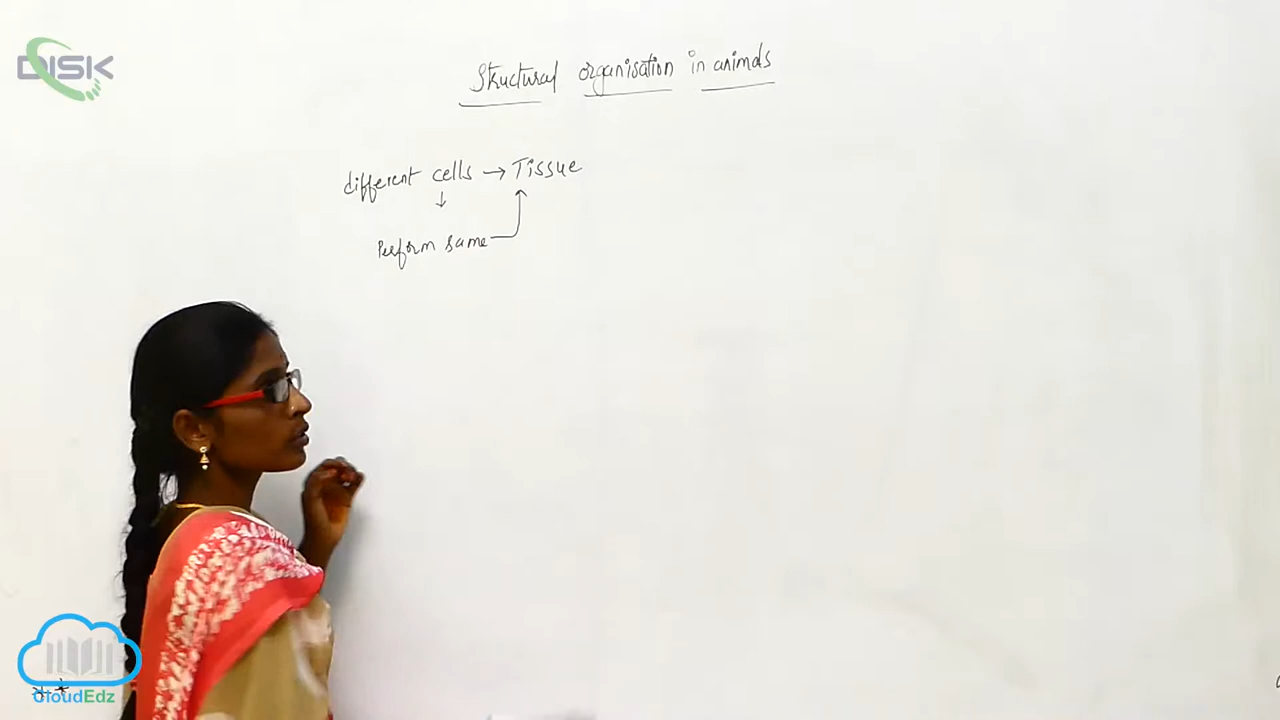 DISK
Structural organisation in animals
different cells → Tissue
↓
Perform same
CloudEdz